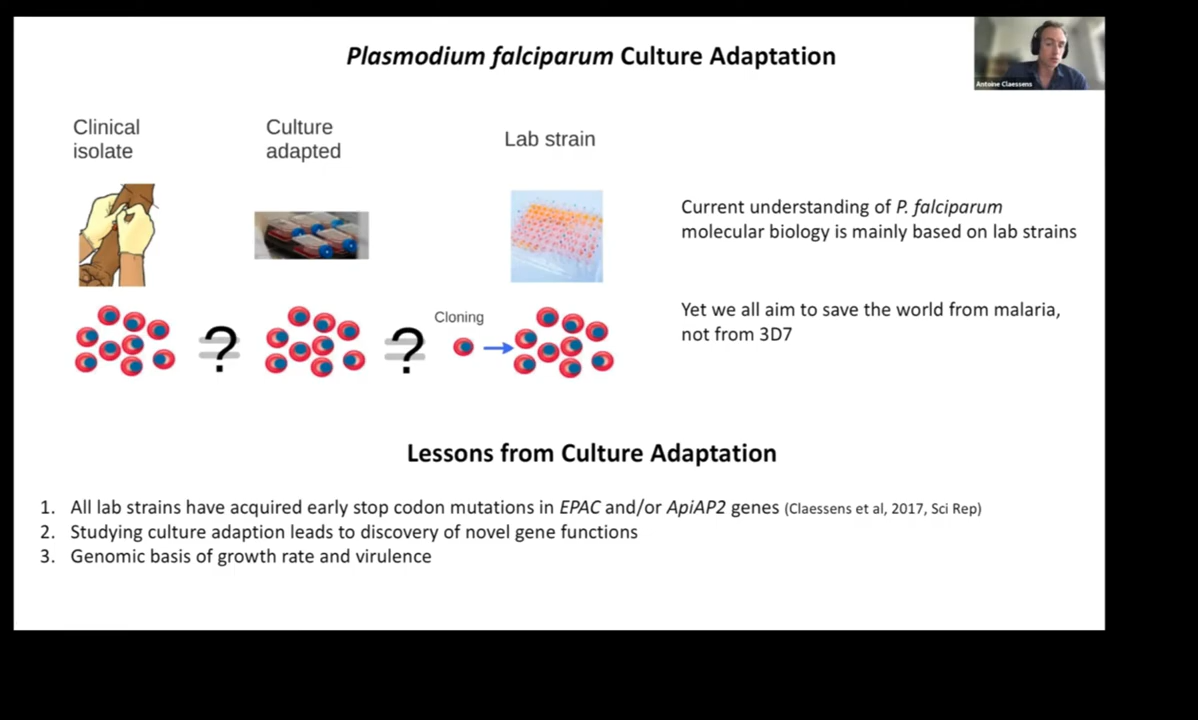 Plasmodium falciparum Culture Adaptation
Antoine Claessens
Clinical
isolate
Culture
adapted
Lab strain
Current understanding of P. falciparum
molecular biology is mainly based on lab strains
Yet we all aim to save the world from malaria,
not from 3D7
Cloning
?
?
Lessons from Culture Adaptation
1. All lab strains have acquired early stop codon mutations in EPAC and/or ApiAP2 genes (Claessens et al, 2017, Sci Rep)
2. Studying culture adaption leads to discovery of novel gene functions
3. Genomic basis of growth rate and virulence